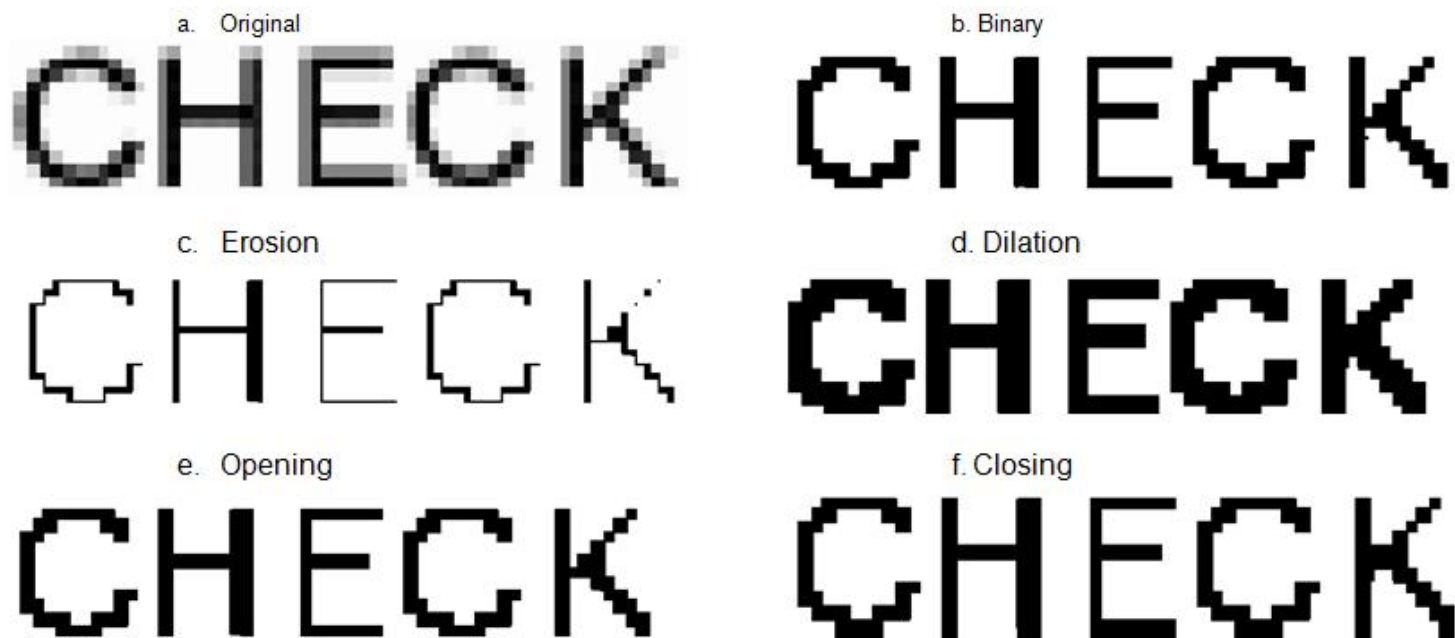 a. Original
b. Binary
CHECK
CHECK
c. Erosion
d. Dilation
CHECK
CHECK
e. Opening
f. Closing
CHECK
CHECK